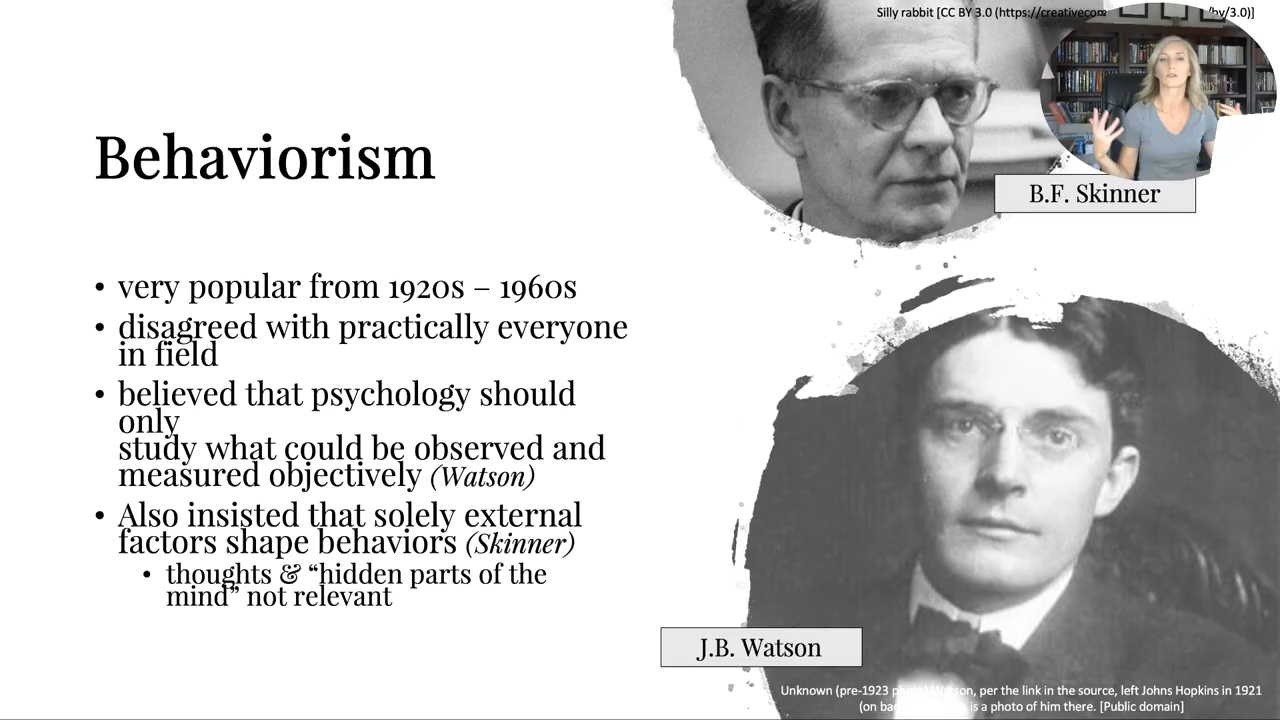 Silly rabbit [CC BY 3.0 (https://creativecom /by/3.0)]
Behaviorism
B.F. Skinner
• very popular from 1920s – 1960s
• disagreed with practically everyone
in field
• believed that psychology should
only
study what could be observed and
measured objectively (Watson)
• Also insisted that solely external
factors shape behaviors (Skinner)
• thoughts & “hidden parts of the
mind” not relevant
J.B. Watson
Unknown (pre-1923 Watson, per the link in the source, left Johns Hopkins in 1921
(on is a photo of him there. [Public domain]